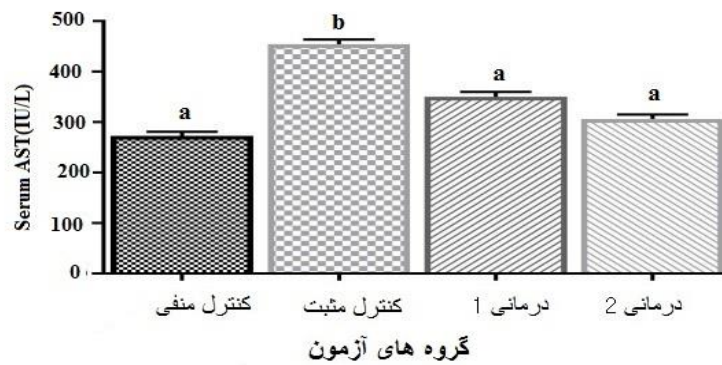 Serum AST(IU/L)
500
400
300
200
100
0
a
b
a
a
کنترل منفی
کنترل مثبت
درمانی 1
درمانی 2
گروه های آزمون